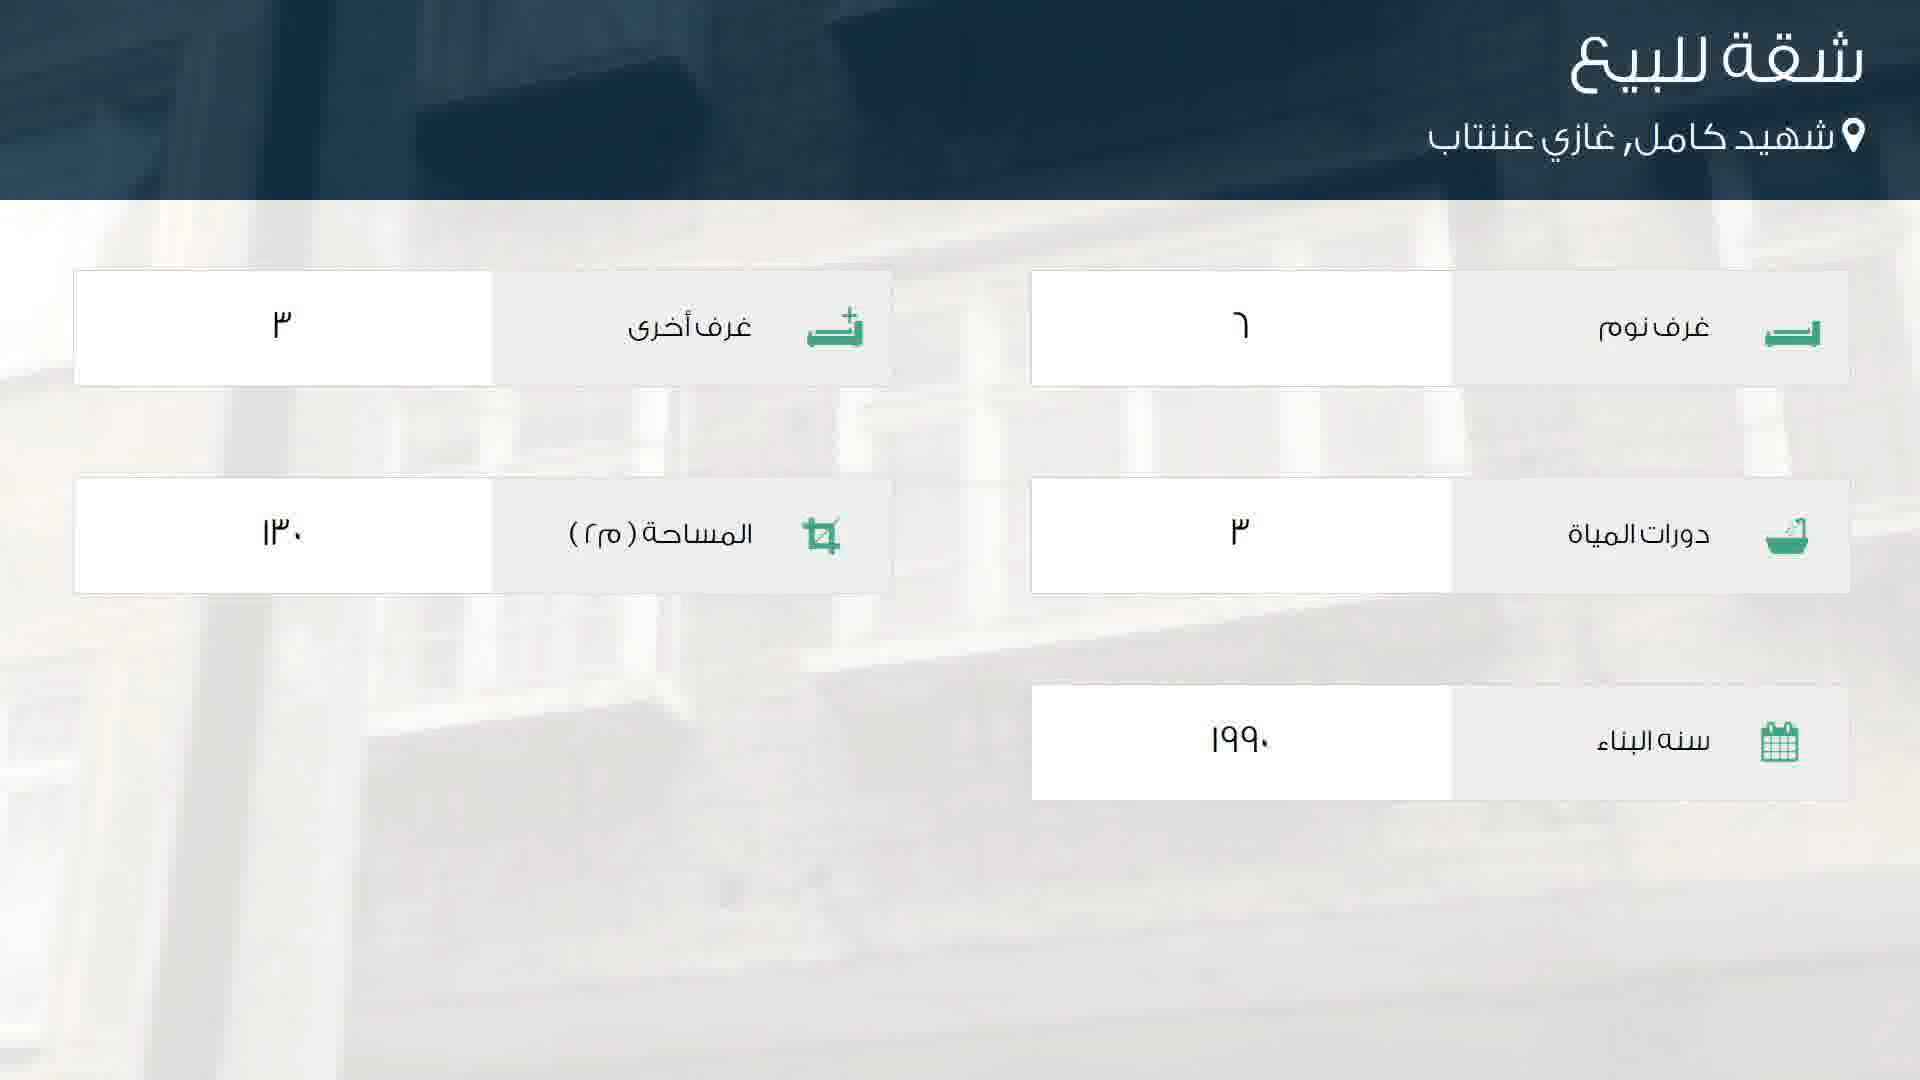 شقة للبيع
شهيد كامل, غازي عننتاب
غرف نوم ٦
غرف أخرى ٣
دورات المياة ٣
المساحة (م٢) ١٣٠
سنه البناء ١٩٩٠